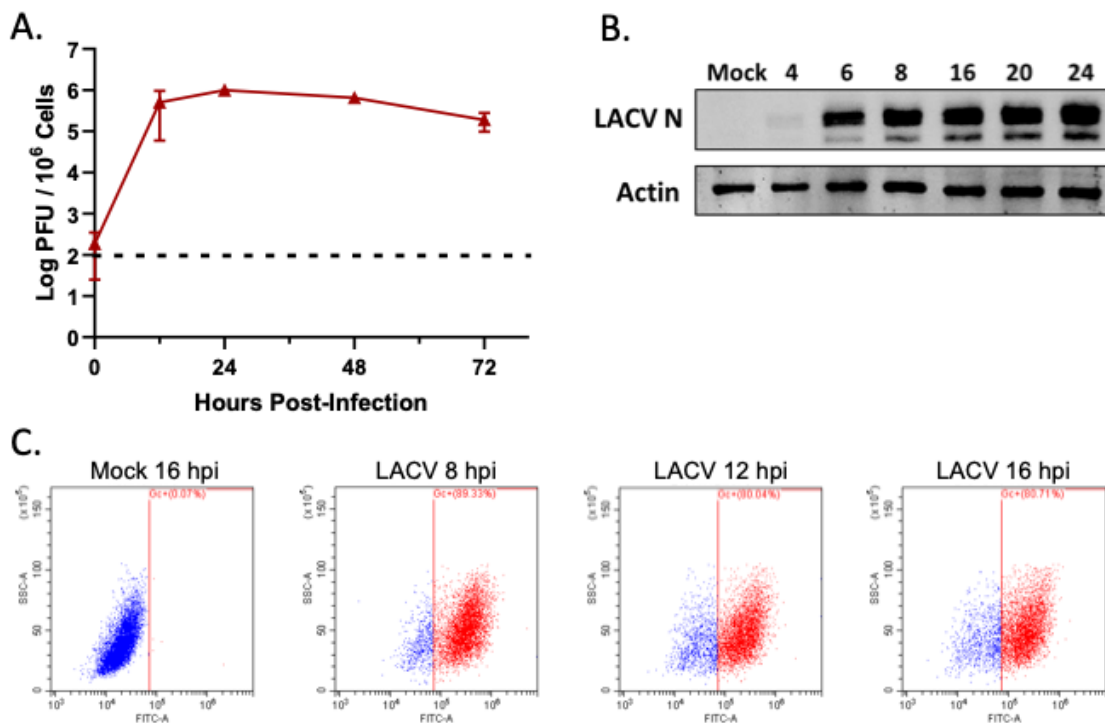 A.
7
6
5
4
3
2
1
0
Log PFU / 10⁶ Cells
0 24 48 72
Hours Post-Infection
B.
Mock 4 6 8 16 20 24
LACV N
Actin
C.
Mock 16 hpi
Gc+(0.07%)
(x 10⁵)
150
100
50
0
SSC-A
10³ 10⁴ 10⁵ 10⁶
FITC-A
LACV 8 hpi
Gc+(89.33%)
(x 10⁵)
150
100
50
0
SSC-A
10³ 10⁴ 10⁵ 10⁶
FITC-A
LACV 12 hpi
Gc+(80.04%)
(x 10⁵)
150
100
50
0
SSC-A
10³ 10⁴ 10⁵ 10⁶
FITC-A
LACV 16 hpi
Gc+(80.71%)
(x 10⁵)
150
100
50
0
SSC-A
10³ 10⁴ 10⁵ 10⁶
FITC-A